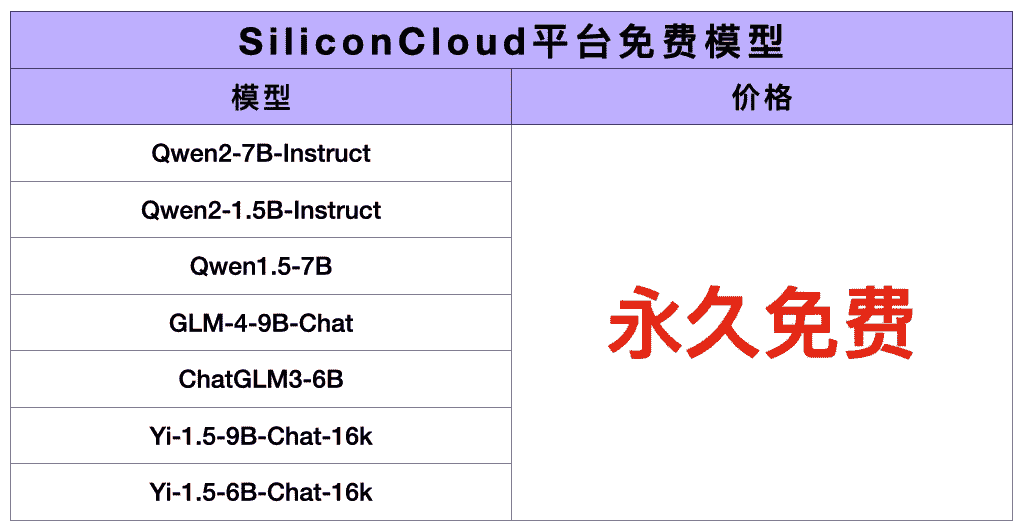 SiliconCloud平台免费模型
模型 价格
Qwen2-7B-Instruct
Qwen2-1.5B-Instruct
Qwen1.5-7B
GLM-4-9B-Chat
ChatGLM3-6B
Yi-1.5-9B-Chat-16k
Yi-1.5-6B-Chat-16k
永久免费